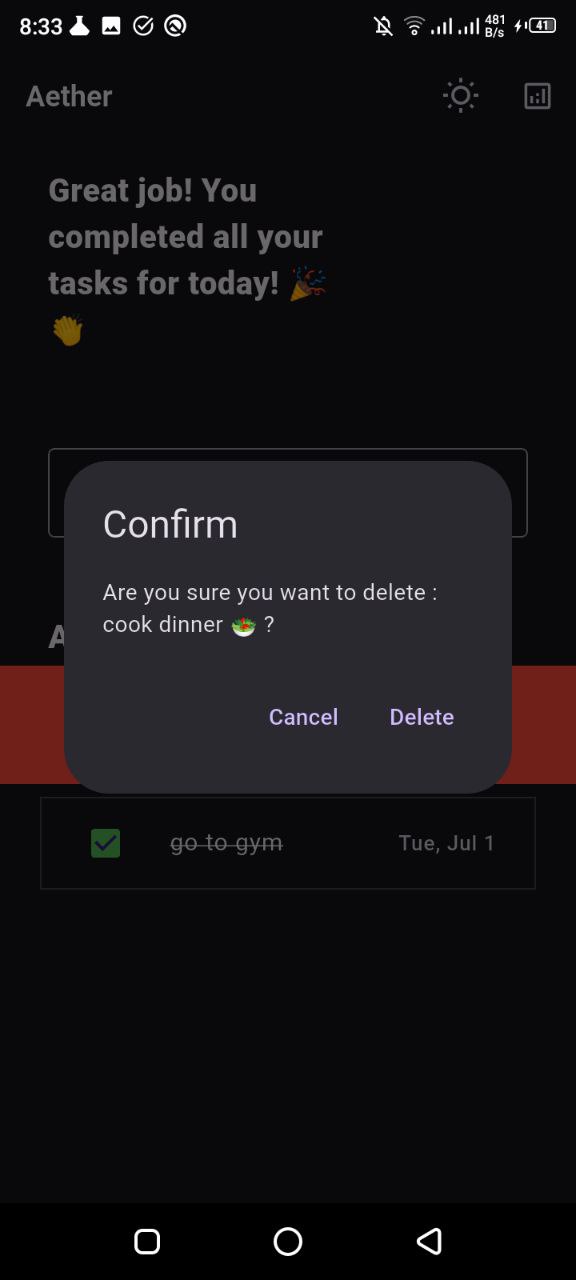 8:33 481 B/s 41
Aether
Great job! You
completed all your
tasks for today! 🎉
👏
Confirm
Are you sure you want to delete :
cook dinner 🥗 ?
A
Cancel Delete
go to gym Tue, Jul 1